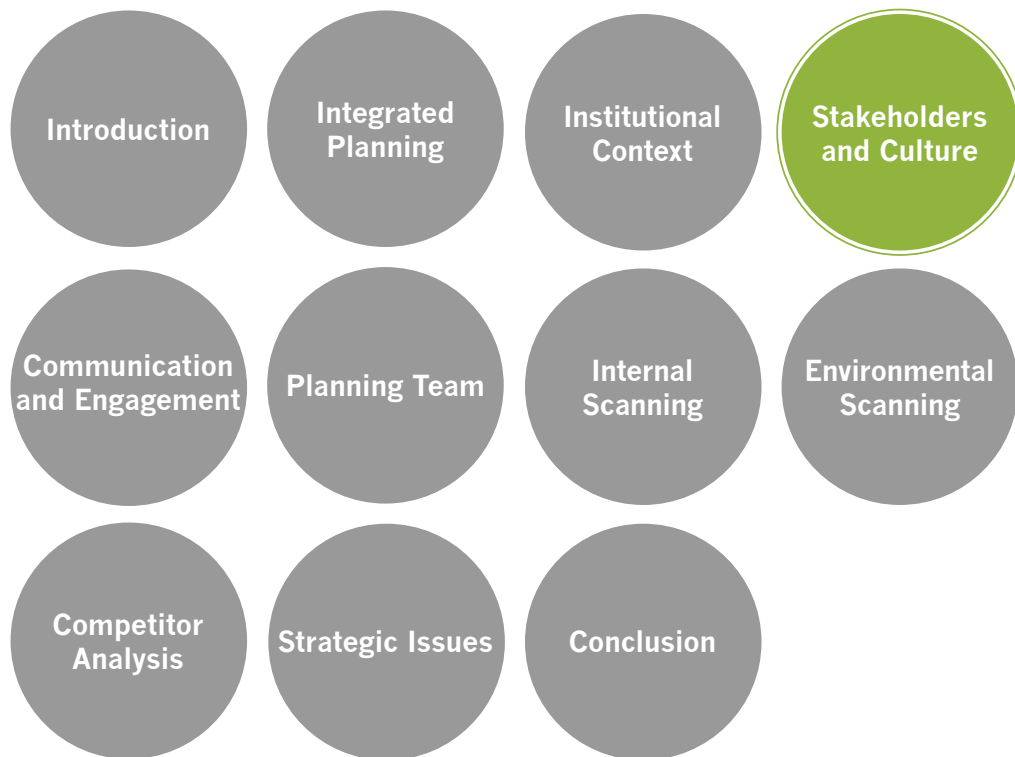 Introduction
Integrated
Planning
Institutional
Context
Stakeholders
and Culture
Communication
and Engagement
Planning Team
Internal
Scanning
Environmental
Scanning
Competitor
Analysis
Strategic Issues
Conclusion